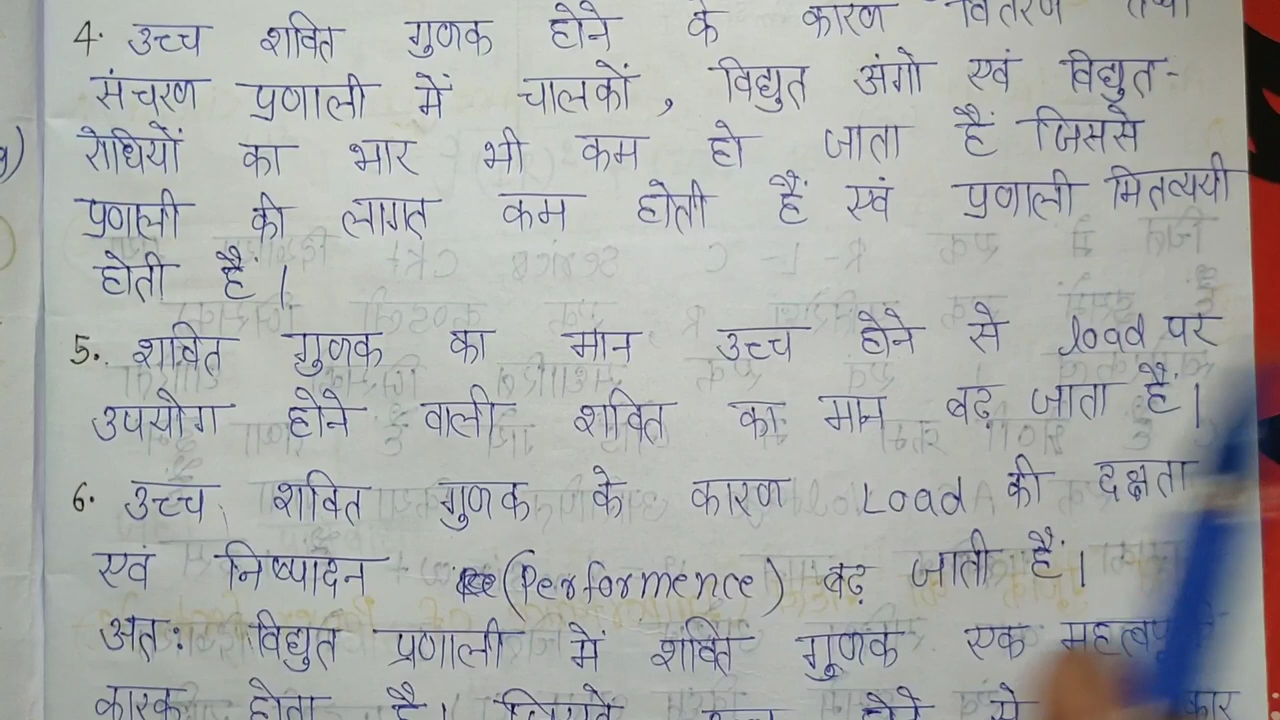 4. उच्च शक्ति गुणक होने के कारण वितरण तथा
संचरण प्रणाली में चालकों, विद्युत अंगो एवं विद्युत-
रोधियों का भार भी कम हो जाता हैं जिससे
प्रणाली की लागत कम होती हैं एवं प्रणाली मितव्ययी
होती हैं।
5. शक्ति गुणक का मान उच्च होने से load पर
उपयोग होने वाली शक्ति का मान बढ़ जाता हैं।
6. उच्च शक्ति गुणक के कारण Load की दक्षता
एवं निष्पादन (Performence) बढ़ जाती हैं।
अतः विद्युत प्रणाली में शक्ति गुणक एक
कारक होता है।